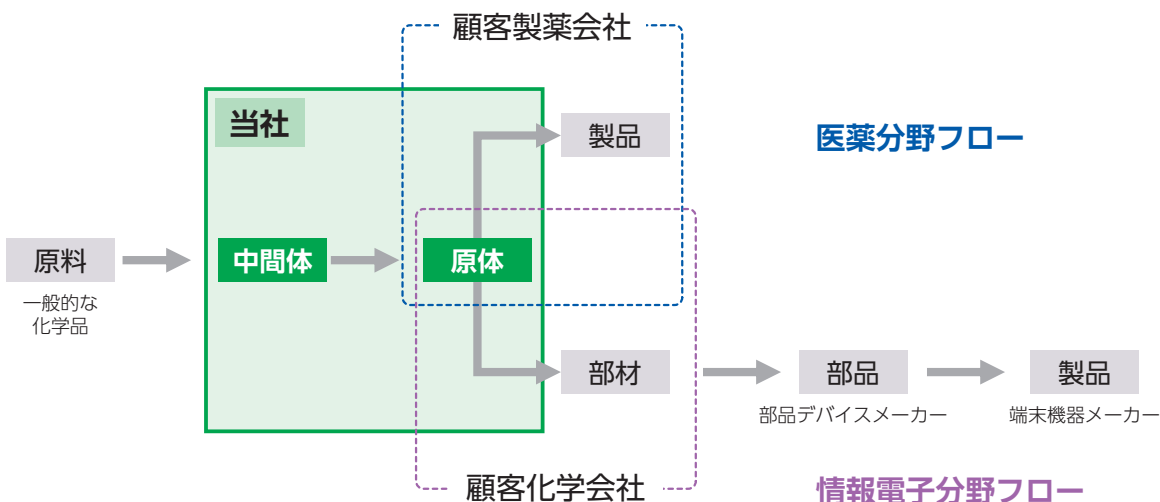 顧客製薬会社
当社
製品
医薬分野フロー
原料
中間体
原体
一般的な
化学品
部材
部品
製品
部品デバイスメーカー
端末機器メーカー
顧客化学会社
情報電子分野フロー